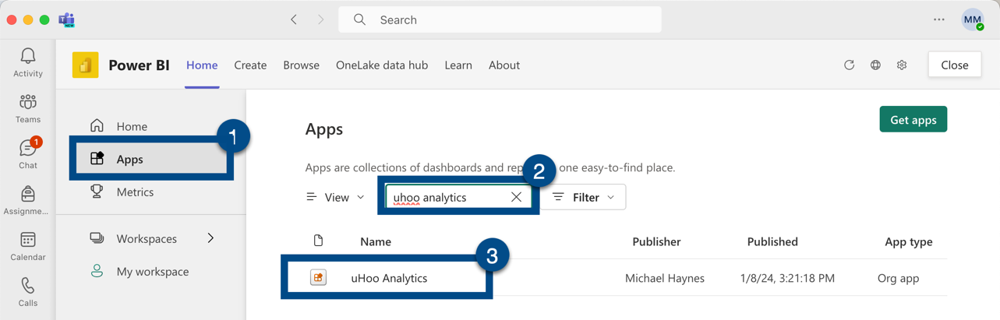 Search
MM
NEW
Activity
Teams
1
Chat
Assignme...
Calendar
Calls
Power BI
Home
Create
Browse
OneLake data hub
Learn
About
Close
Home
1
Apps
Metrics
Workspaces
My workspace
Apps
Get apps
Apps are collections of dashboards and rep one easy-to-find place.
2
View
uhoo analytics
Filter
Name
Publisher
Published
App type
3
uHoo Analytics
Michael Haynes
1/8/24, 3:21:18 PM
Org app